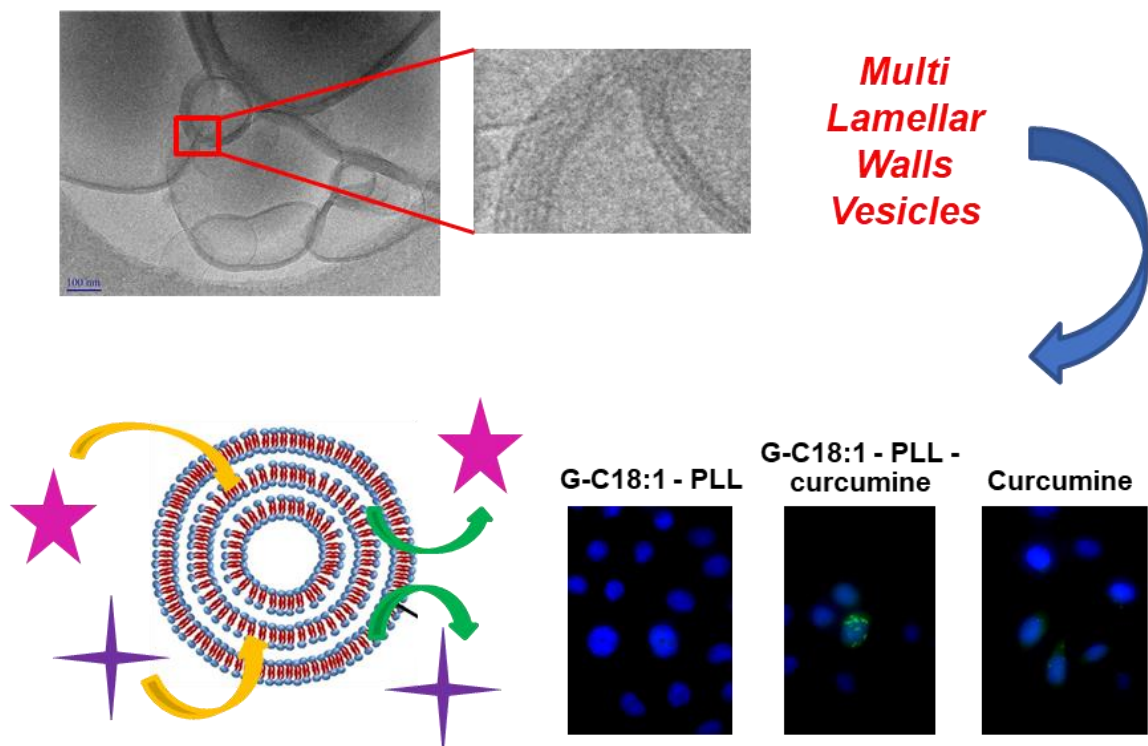 Multi
Lamellar
Walls
Vesicles
100 nm
G-C18:1 - PLL
G-C18:1 - PLL -
curcumine
Curcumine